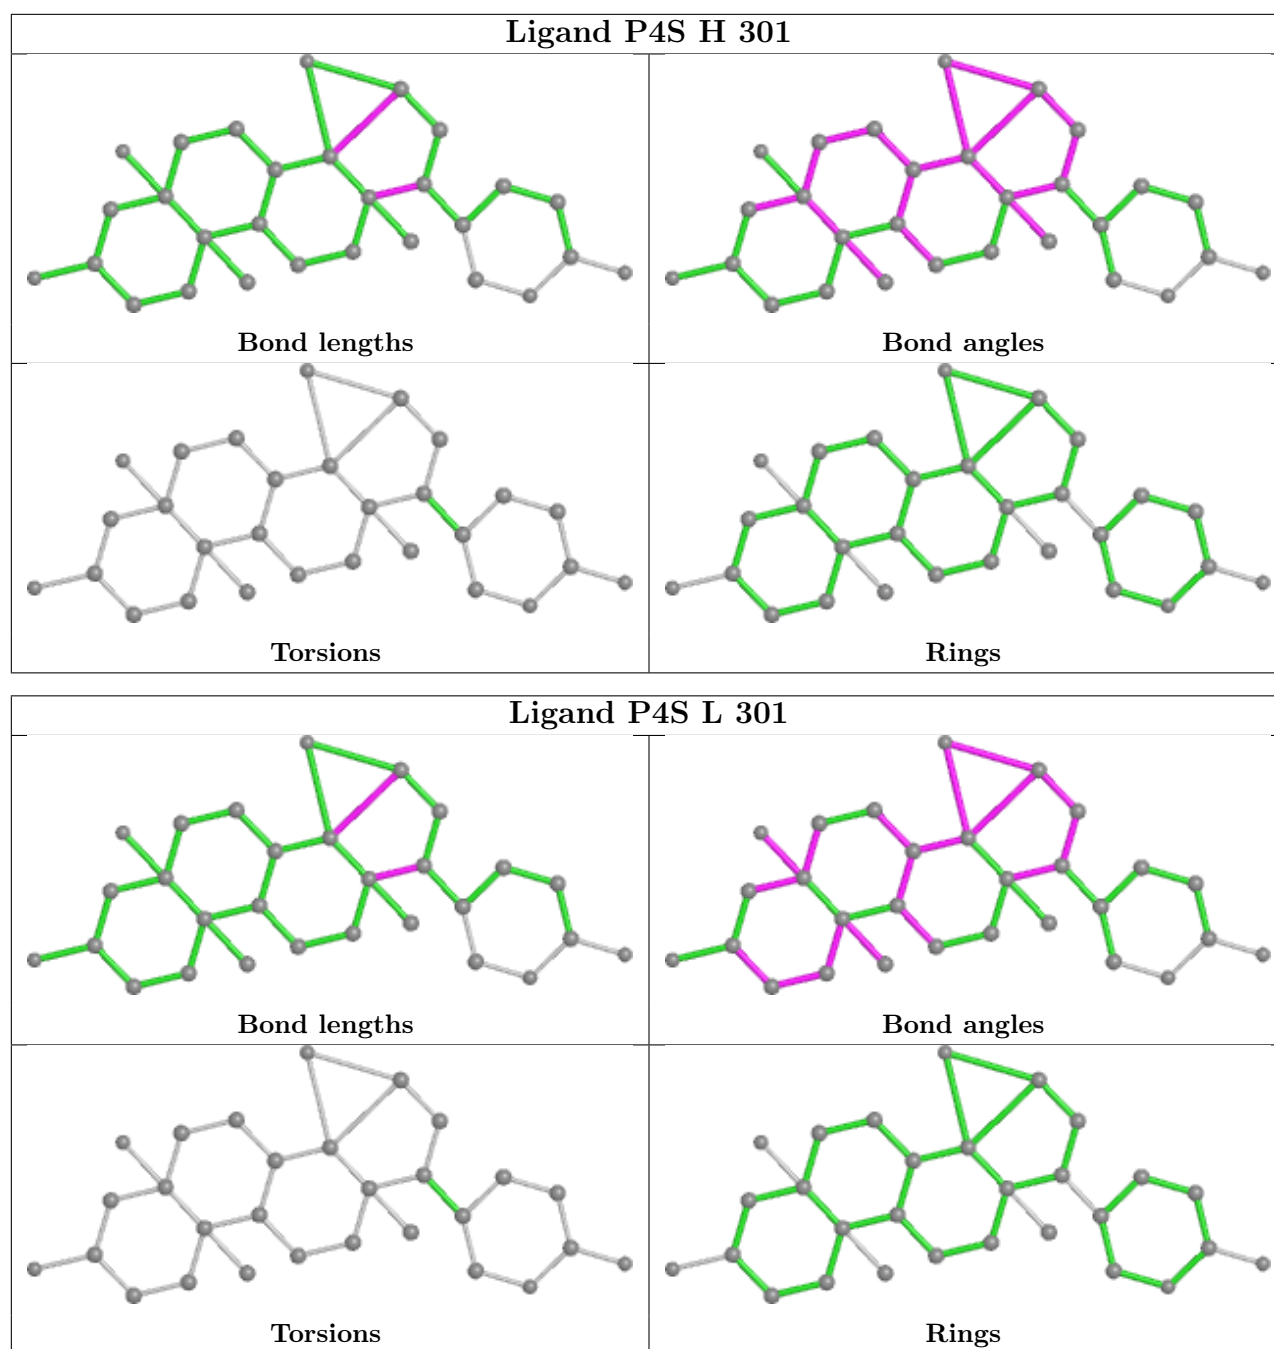 Ligand P4S H 301
Bond lengths
Bond angles
Torsions
Rings
Ligand P4S L 301
Bond lengths
Bond angles
Torsions
Rings